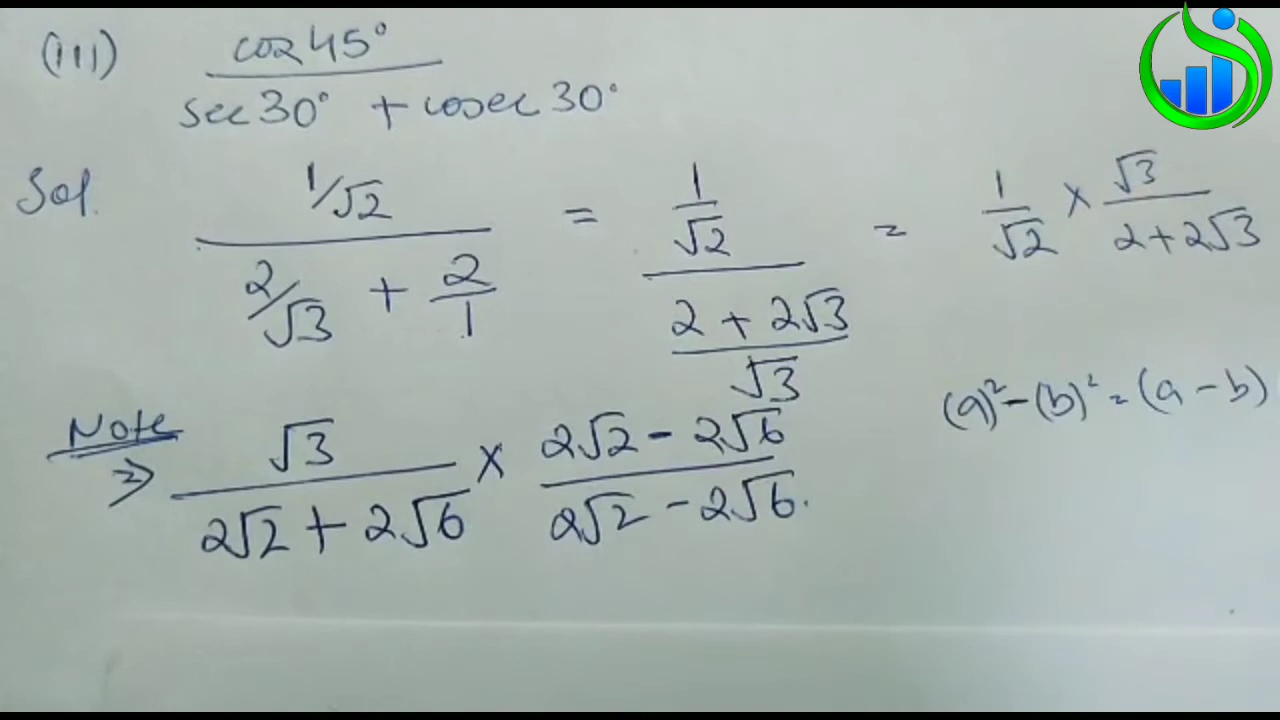 (iii) cos 45° / sec 30° + cosec 30°
Sol. 1/√2 / 2/√3 + 2/1 = 1/√2 / 2 + 2√3 / √3 = 1/√2 × √3 / 2 + 2√3
(a)² - (b)² = (a - b)
Note
⇒ √3 / 2√2 + 2√6 × 2√2 - 2√6 / 2√2 - 2√6.